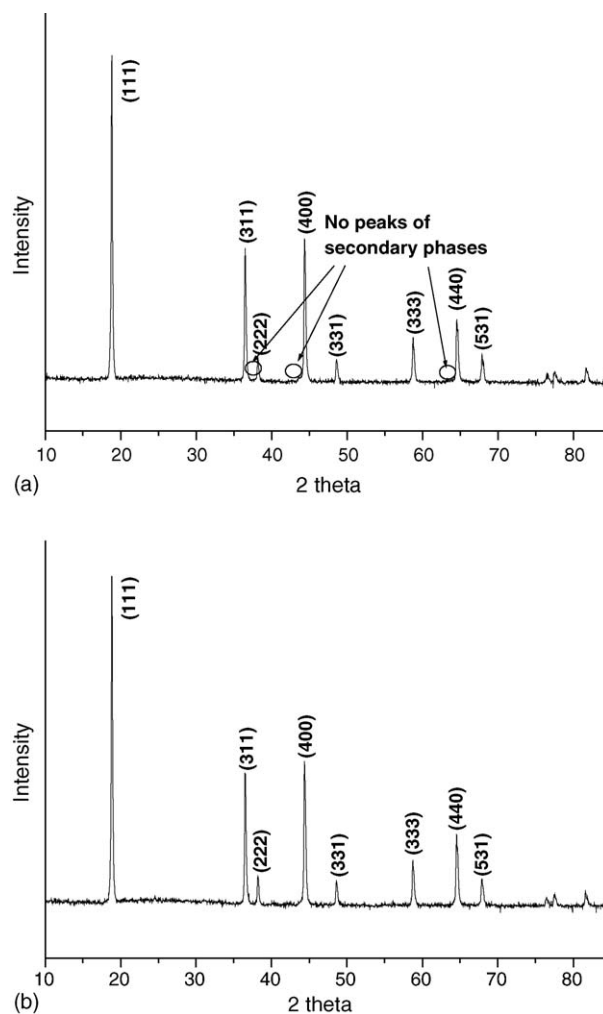 (111)
(311)
(222)
(400)
(331)
(333)
(440)
(531)
No peaks of
secondary phases
Intensity
10 20 30 40 50 60 70 80
2 theta
(a)
(111)
(311)
(222)
(400)
(331)
(333)
(440)
(531)
Intensity
10 20 30 40 50 60 70 80
2 theta
(b)